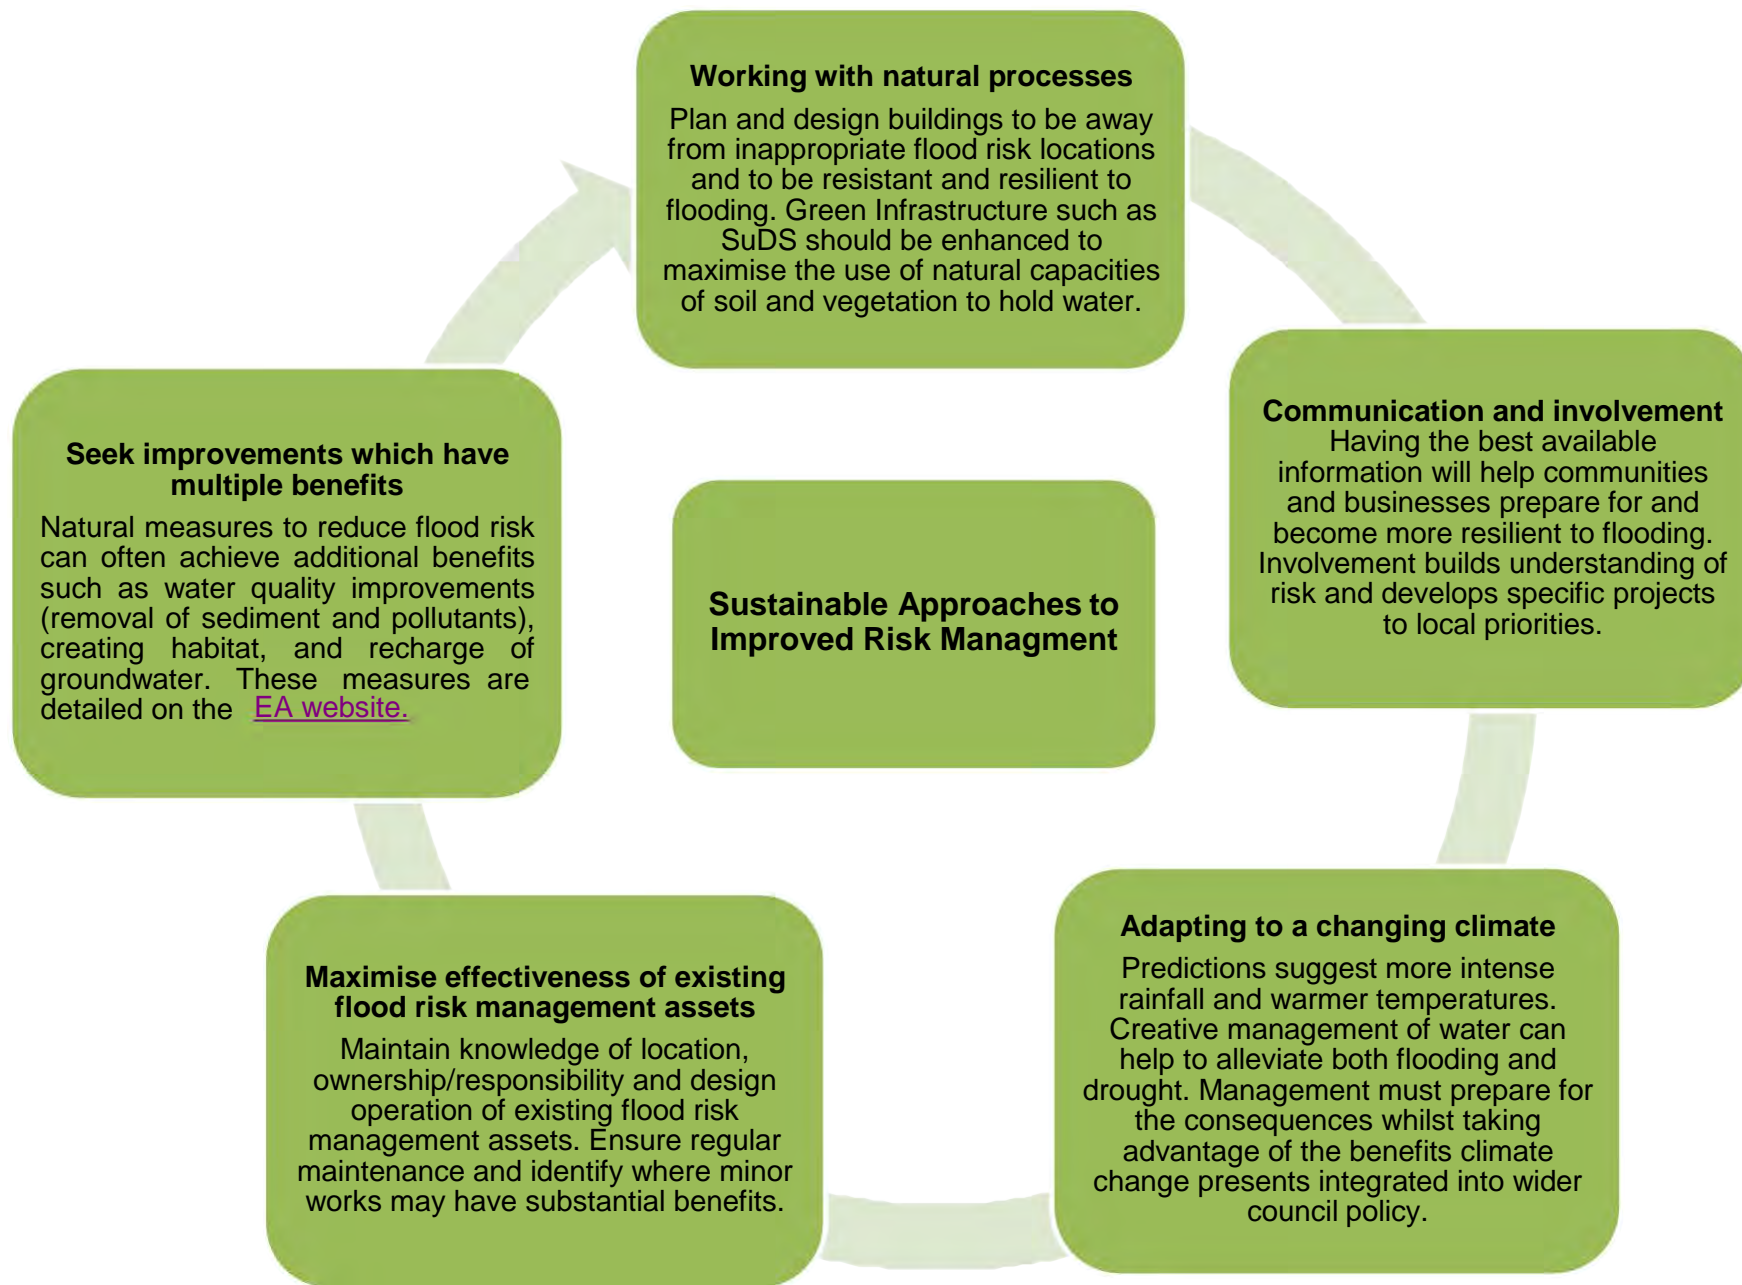 Working with natural processes
Plan and design buildings to be away
from inappropriate flood risk locations
and to be resistant and resilient to
flooding. Green Infrastructure such as
SuDS should be enhanced to
maximise the use of natural capacities
of soil and vegetation to hold water.
Communication and involvement
Having the best available
information will help communities
and businesses prepare for and
become more resilient to flooding.
Involvement builds understanding of
risk and develops specific projects
to local priorities.
Adapting to a changing climate
Predictions suggest more intense
rainfall and warmer temperatures.
Creative management of water can
help to alleviate both flooding and
drought. Management must prepare for
the consequences whilst taking
advantage of the benefits climate
change presents integrated into wider
council policy.
Maximise effectiveness of existing
flood risk management assets
Maintain knowledge of location,
ownership/responsibility and design
operation of existing flood risk
management assets. Ensure regular
maintenance and identify where minor
works may have substantial benefits.
Seek improvements which have
multiple benefits
Natural measures to reduce flood risk
can often achieve additional benefits
such as water quality improvements
(removal of sediment and pollutants),
creating habitat, and recharge of
groundwater. These measures are
detailed on the EA website.
Sustainable Approaches to
Improved Risk Managment